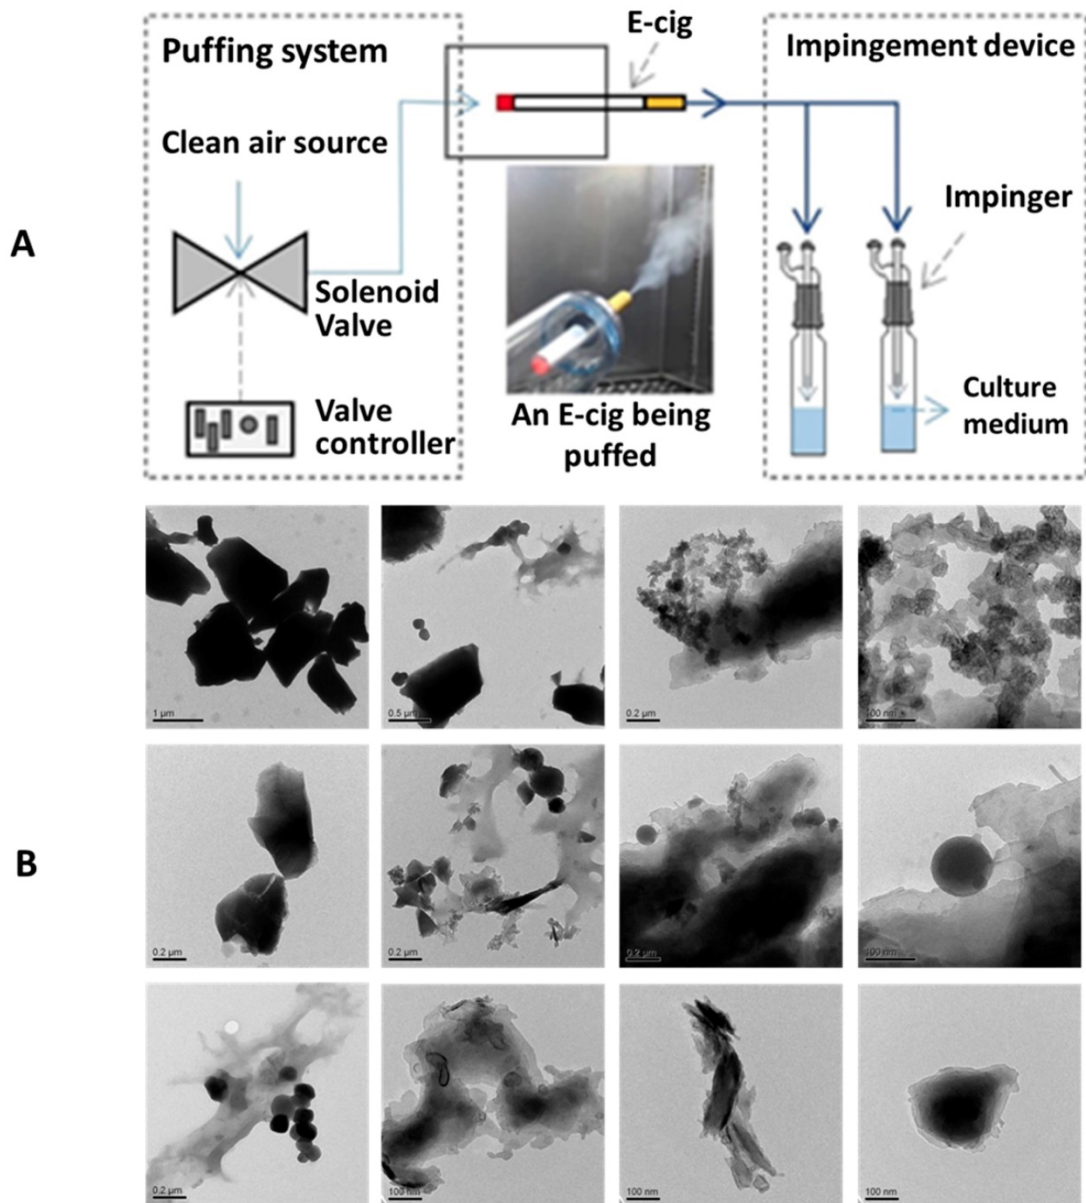 A
Puffing system
E-cig
Impingement device
Clean air source
Impinger
Solenoid
Valve
Valve
controller
An E-cig being
puffed
Culture
medium
B
1 µm
0.5 µm
0.2 µm
100 nm
0.2 µm
0.2 µm
0.2 µm
100 nm
0.2 µm
100 nm
100 nm
100 nm